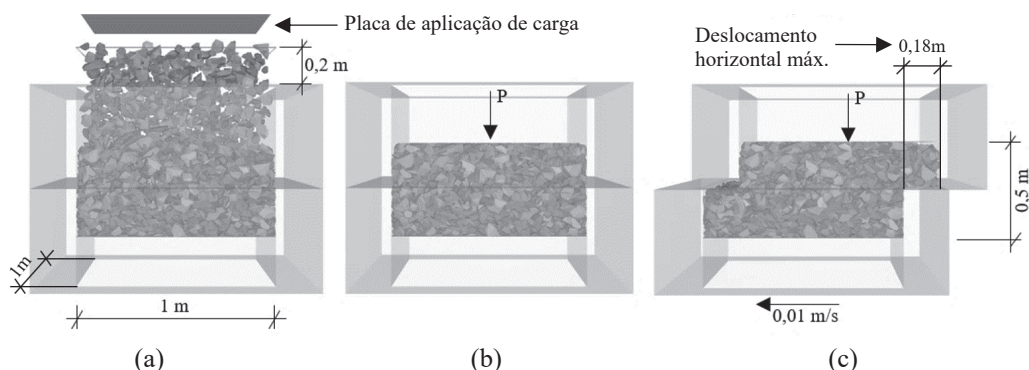 Placa de aplicação de carga
0,2 m
1m
1 m
(a)
P
(b)
Deslocamento
horizontal máx.
0,18m
P
0,5 m
0,01 m/s
(c)